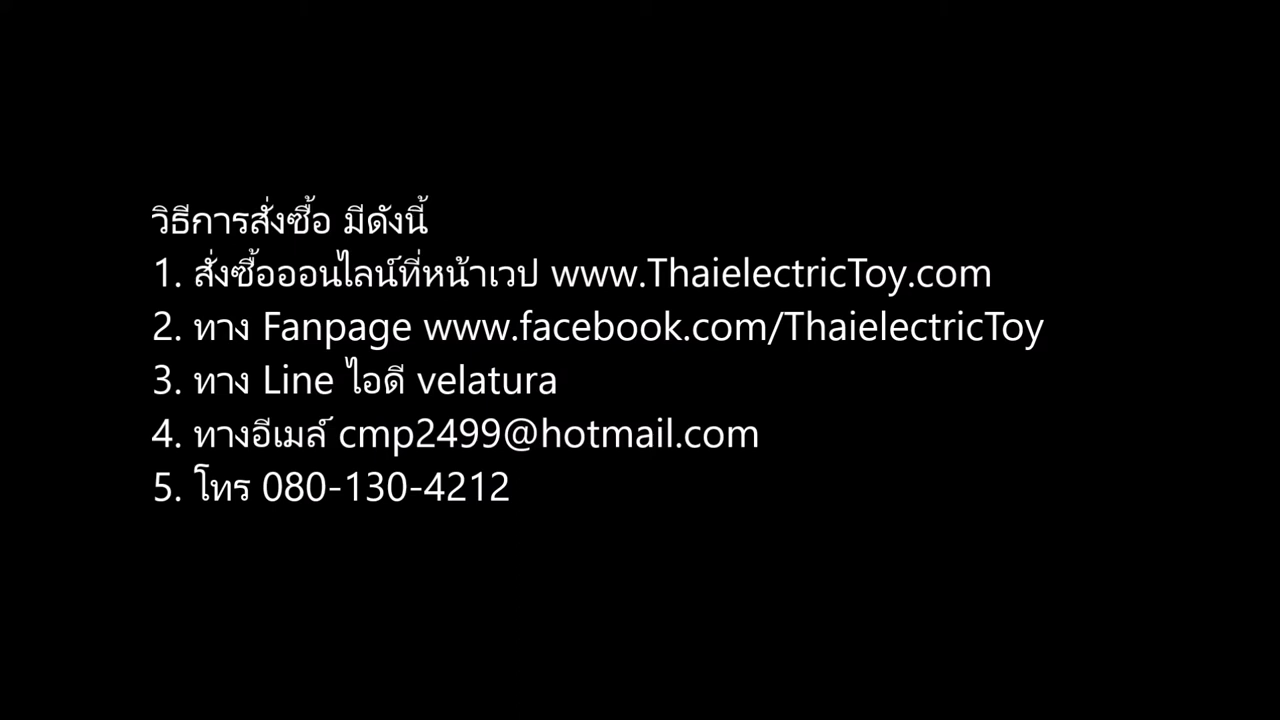 วิธีการสั่งซื้อ มีดังนี้
1. สั่งซื้อออนไลน์ที่หน้าเวป www.ThaielectricToy.com
2. ทาง Fanpage www.facebook.com/ThaielectricToy
3. ทาง Line ไอดี velatura
4. ทางอีเมล์ cmp2499@hotmail.com
5. โทร 080-130-4212